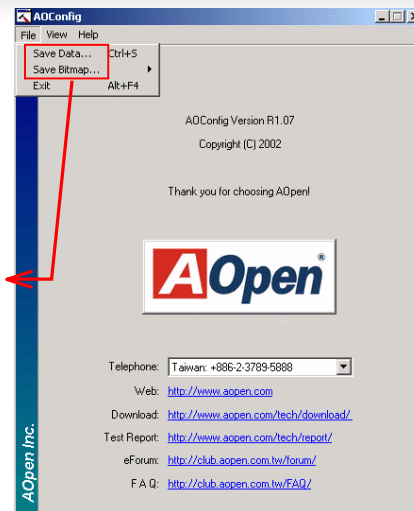 AOConfig
File View Help
Save Data... Ctrl+S
Save Bitmap...
Exit Alt+F4
AOConfig Version R1.07
Copyright (C) 2002
Thank you for choosing AOpen!
AOpen®
Telephone: Taiwan: +886-2-3789-5888
Web: http://www.aopen.com
Download: http://www.aopen.com/tech/download/
Test Report: http://www.aopen.com/tech/report/
eForum: http://club.aopen.com.tw/forum/
F A Q: http://club.aopen.com.tw/FAQ/
AOpen Inc.